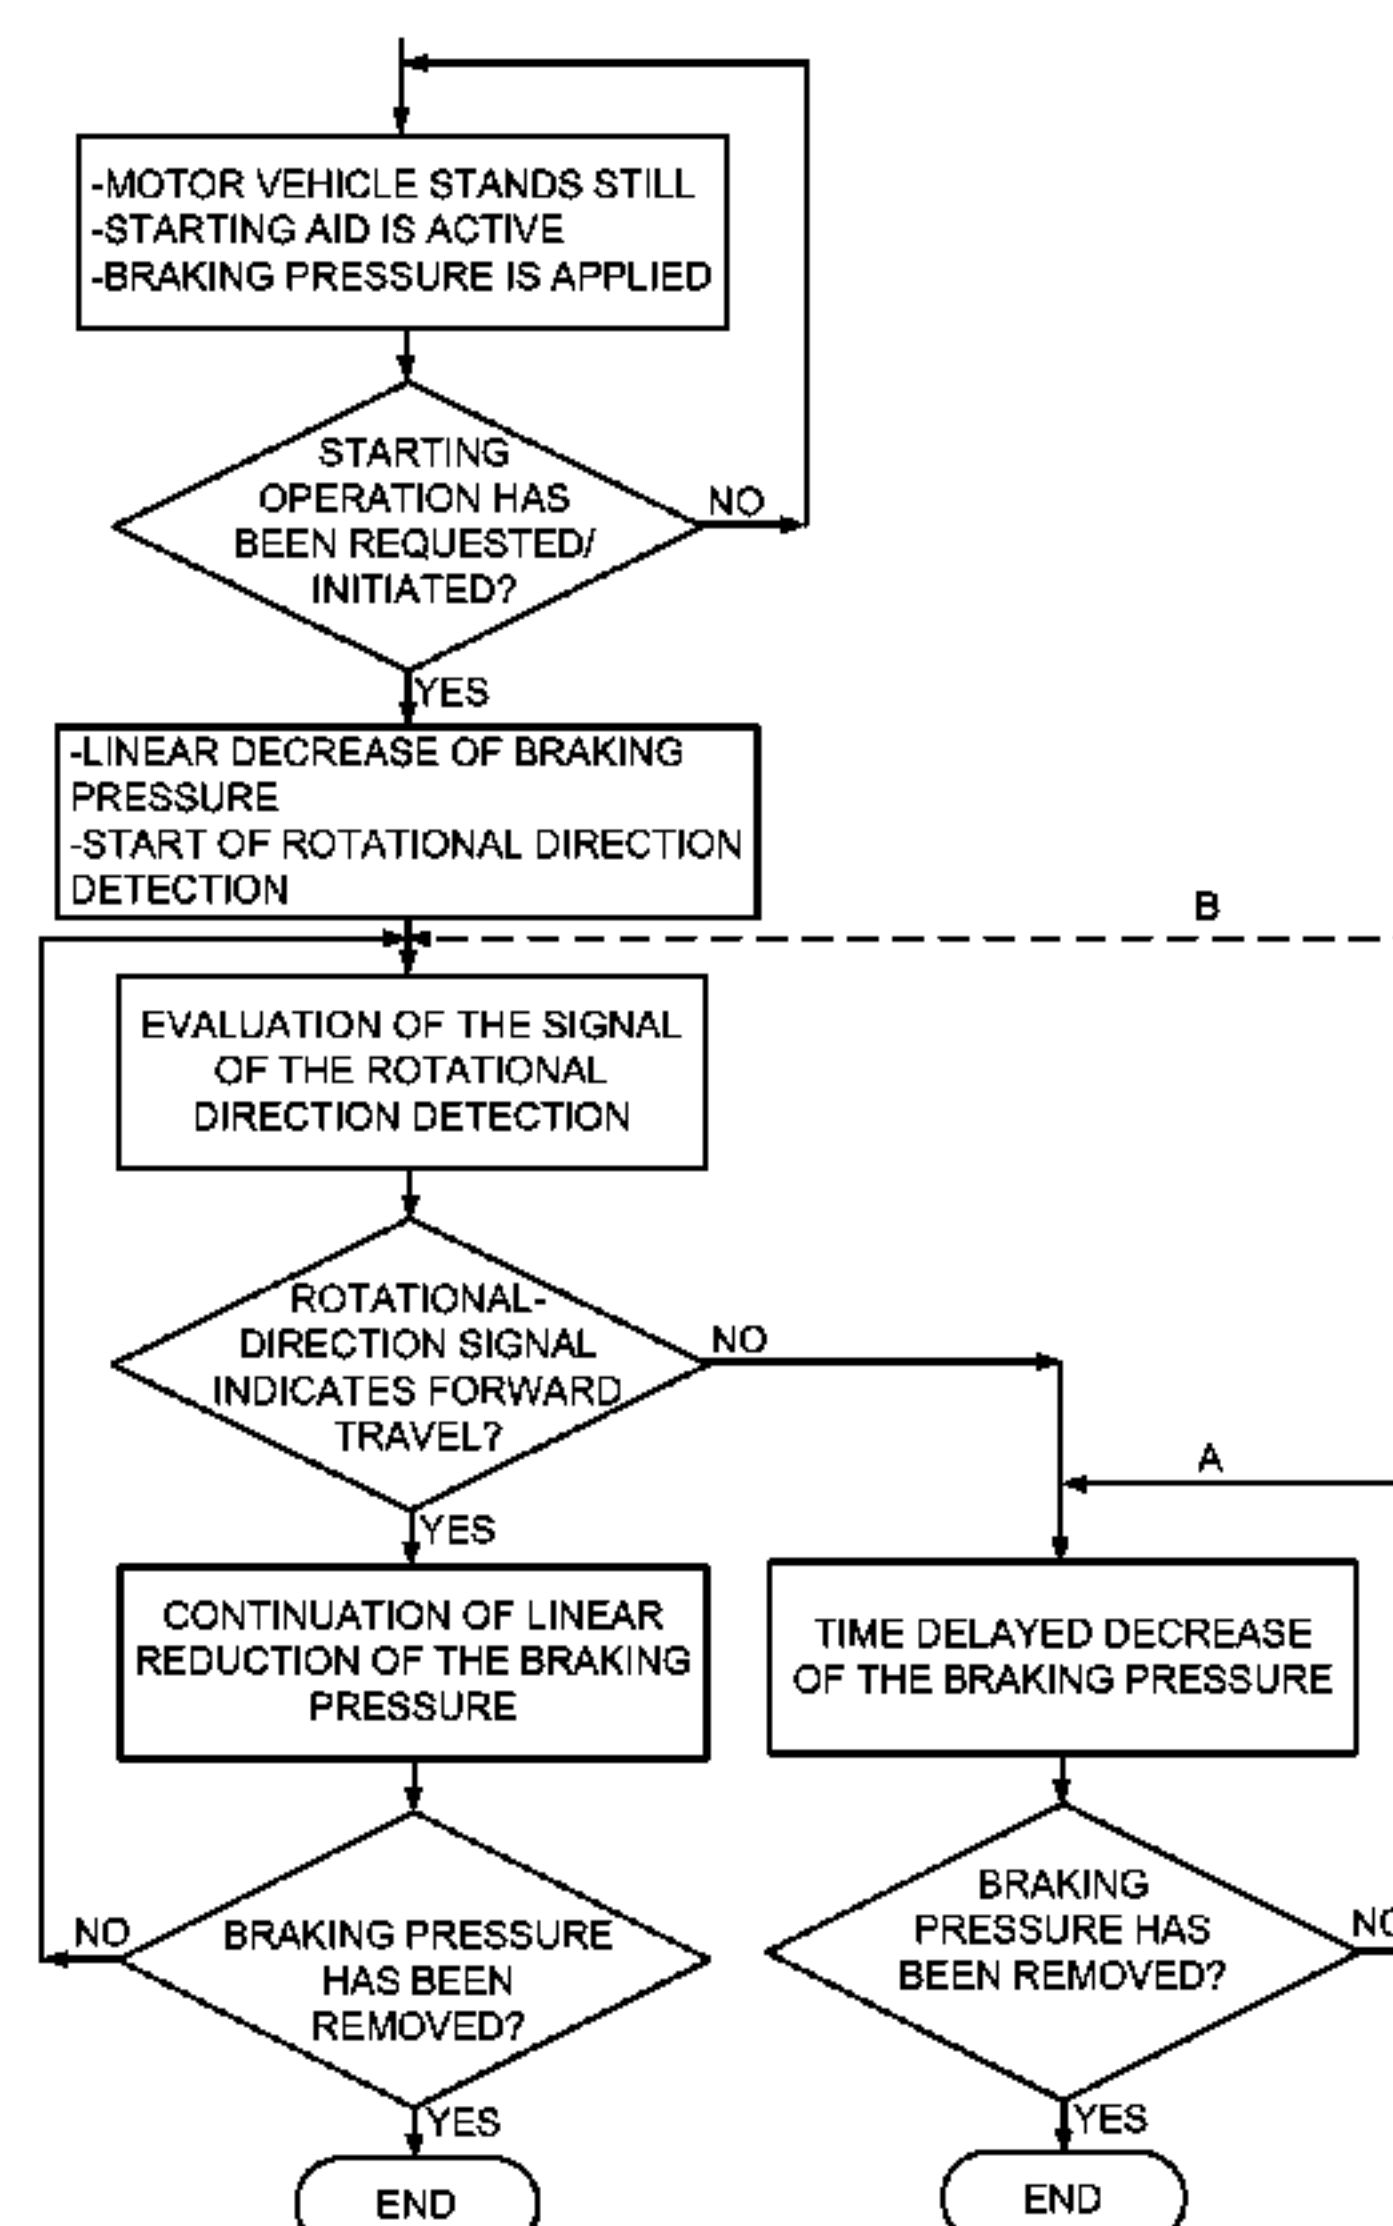 -MOTOR VEHICLE STANDS STILL
-STARTING AID IS ACTIVE
-BRAKING PRESSURE IS APPLIED
STARTING
OPERATION HAS
BEEN REQUESTED/
INITIATED?
NO
YES
-LINEAR DECREASE OF BRAKING
PRESSURE
-START OF ROTATIONAL DIRECTION
DETECTION
B
EVALUATION OF THE SIGNAL
OF THE ROTATIONAL
DIRECTION DETECTION
ROTATIONAL-
DIRECTION SIGNAL
INDICATES FORWARD
TRAVEL?
NO
A
YES
CONTINUATION OF LINEAR
REDUCTION OF THE BRAKING
PRESSURE
TIME DELAYED DECREASE
OF THE BRAKING PRESSURE
NO
BRAKING PRESSURE
HAS BEEN
REMOVED?
YES
END
BRAKING
PRESSURE HAS
BEEN REMOVED?
NO
YES
END